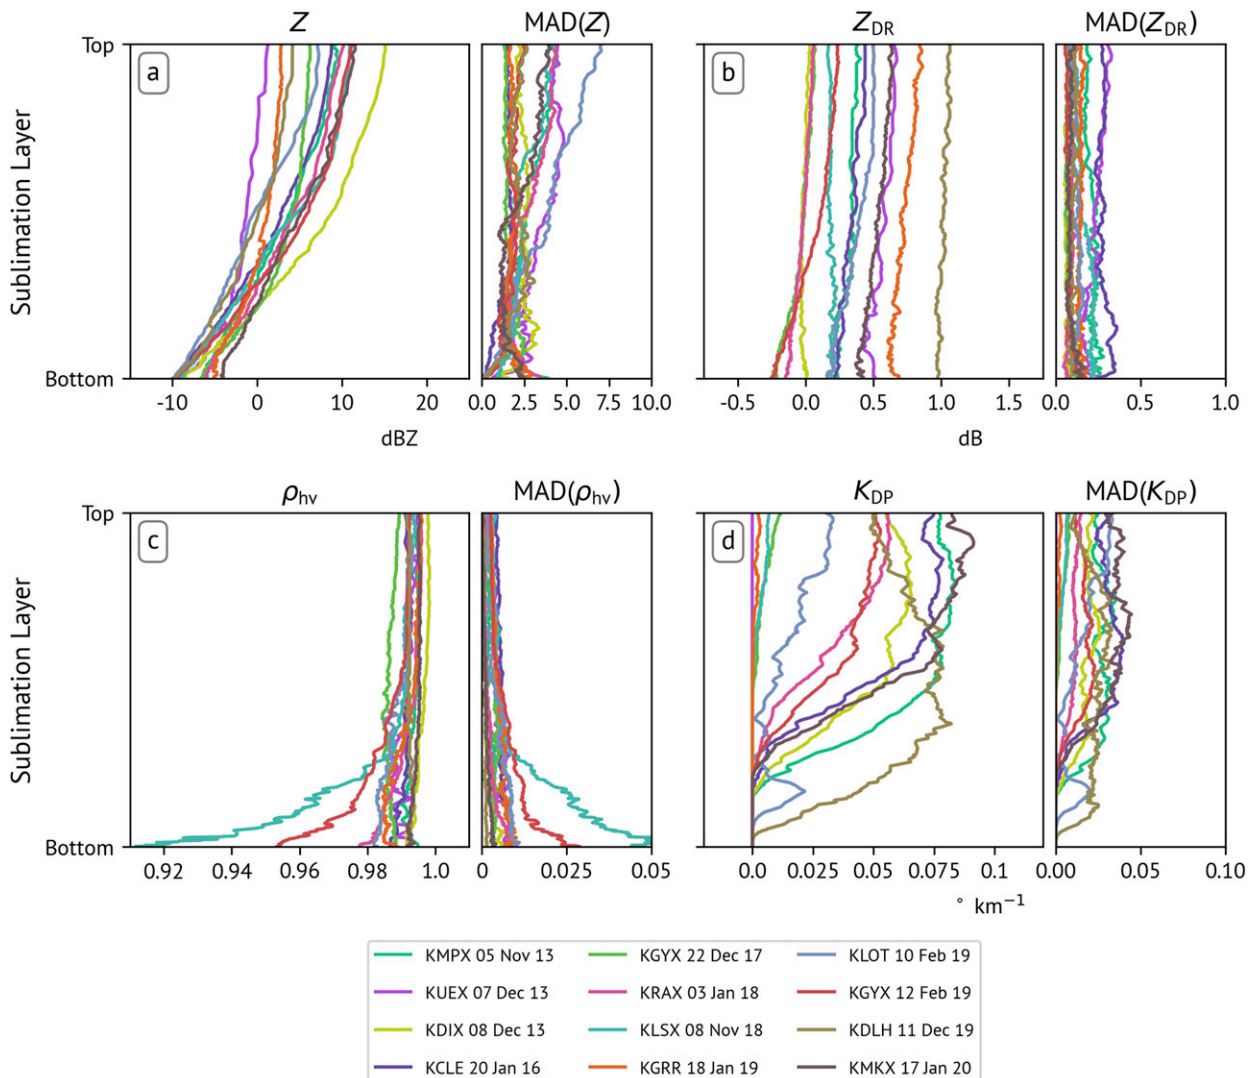 Z MAD(Z) Z_DR MAD(Z_DR)
Top
a b
Sublimation Layer
Bottom
-10 0 10 20 0.0 2.5 5.0 7.5 10.0 -0.5 0.0 0.5 1.0 1.5 0.0 0.5 1.0
dBZ dB
ρhv MAD(ρhv) K_DP MAD(K_DP)
Top
c d
Sublimation Layer
Bottom
0.92 0.94 0.96 0.98 1.0 0 0.025 0.05 0.0 0.025 0.05 0.075 0.1 0.00 0.05 0.10
° km⁻¹
KMPX 05 Nov 13 KGYX 22 Dec 17 KLOT 10 Feb 19
KUEX 07 Dec 13 KRAX 03 Jan 18 KGYX 12 Feb 19
KDIX 08 Dec 13 KLSX 08 Nov 18 KDLH 11 Dec 19
KCLE 20 Jan 16 KGRR 18 Jan 19 KMKX 17 Jan 20